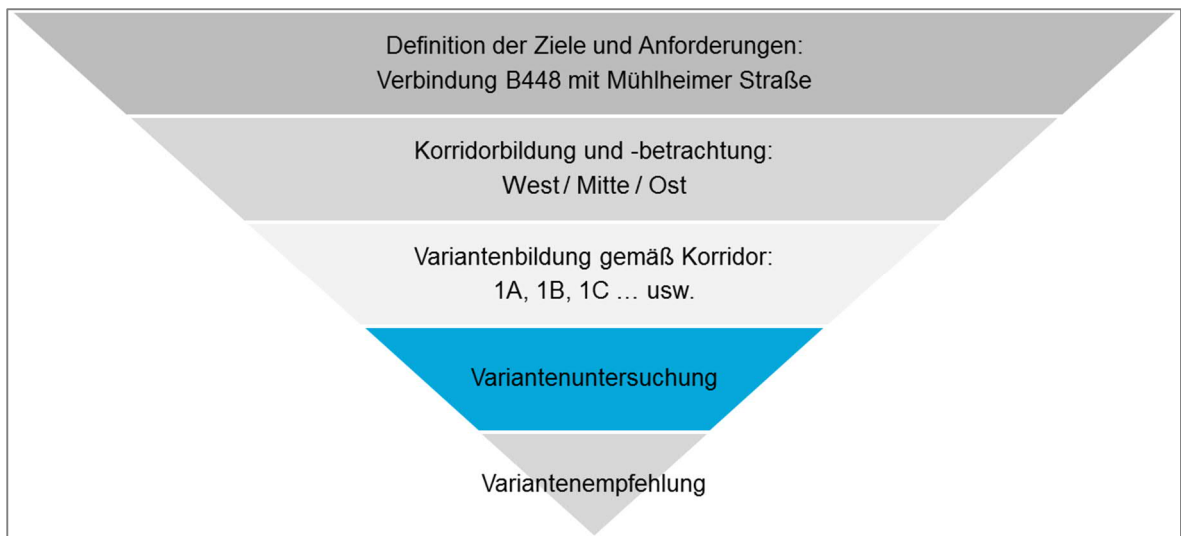 Definition der Ziele und Anforderungen:
Verbindung B448 mit Mühlheimer Straße
Korridorbildung und -betrachtung:
West / Mitte / Ost
Variantenbildung gemäß Korridor:
1A, 1B, 1C … usw.
Variantenuntersuchung
Variantenempfehlung